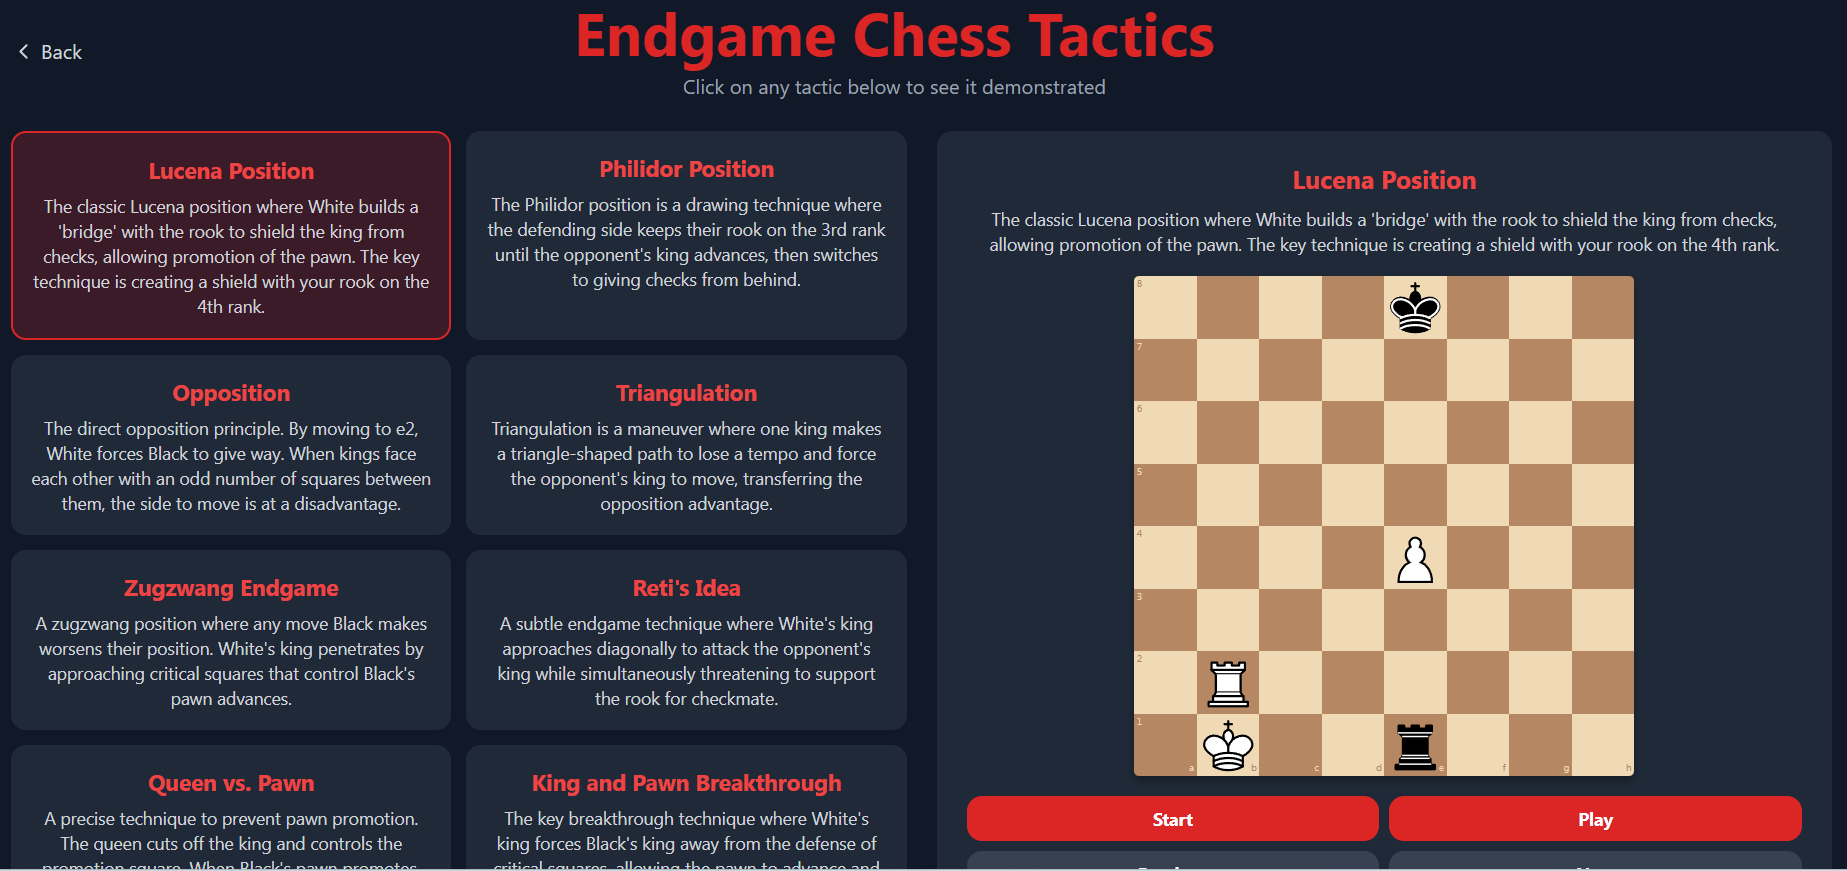 Back
Endgame Chess Tactics
Click on any tactic below to see it demonstrated
Lucena Position
The classic Lucena position where White builds a
'bridge' with the rook to shield the king from
checks, allowing promotion of the pawn. The key
technique is creating a shield with your rook on the
4th rank.
Philidor Position
The Philidor position is a drawing technique where
the defending side keeps their rook on the 3rd rank
until the opponent's king advances, then switches
to giving checks from behind.
Opposition
The direct opposition principle. By moving to e2,
White forces Black to give way. When kings face
each other with an odd number of squares between
them, the side to move is at a disadvantage.
Triangulation
Triangulation is a maneuver where one king makes
a triangle-shaped path to lose a tempo and force
the opponent's king to move, transferring the
opposition advantage.
Zugzwang Endgame
A zugzwang position where any move Black makes
worsens their position. White's king penetrates by
approaching critical squares that control Black's
pawn advances.
Reti's Idea
A subtle endgame technique where White's king
approaches diagonally to attack the opponent's
king while simultaneously threatening to support
the rook for checkmate.
Queen vs. Pawn
A precise technique to prevent pawn promotion.
The queen cuts off the king and controls the
promotion square. When Black's pawn promotes,
King and Pawn Breakthrough
The key breakthrough technique where White's
king forces Black's king away from the defense of
critical squares, allowing the pawn to advance and
Lucena Position
The classic Lucena position where White builds a 'bridge' with the rook to shield the king from checks,
allowing promotion of the pawn. The key technique is creating a shield with your rook on the 4th rank.
8
7
6
5
4
3
2
1
a b c d e f g h
Start
Play